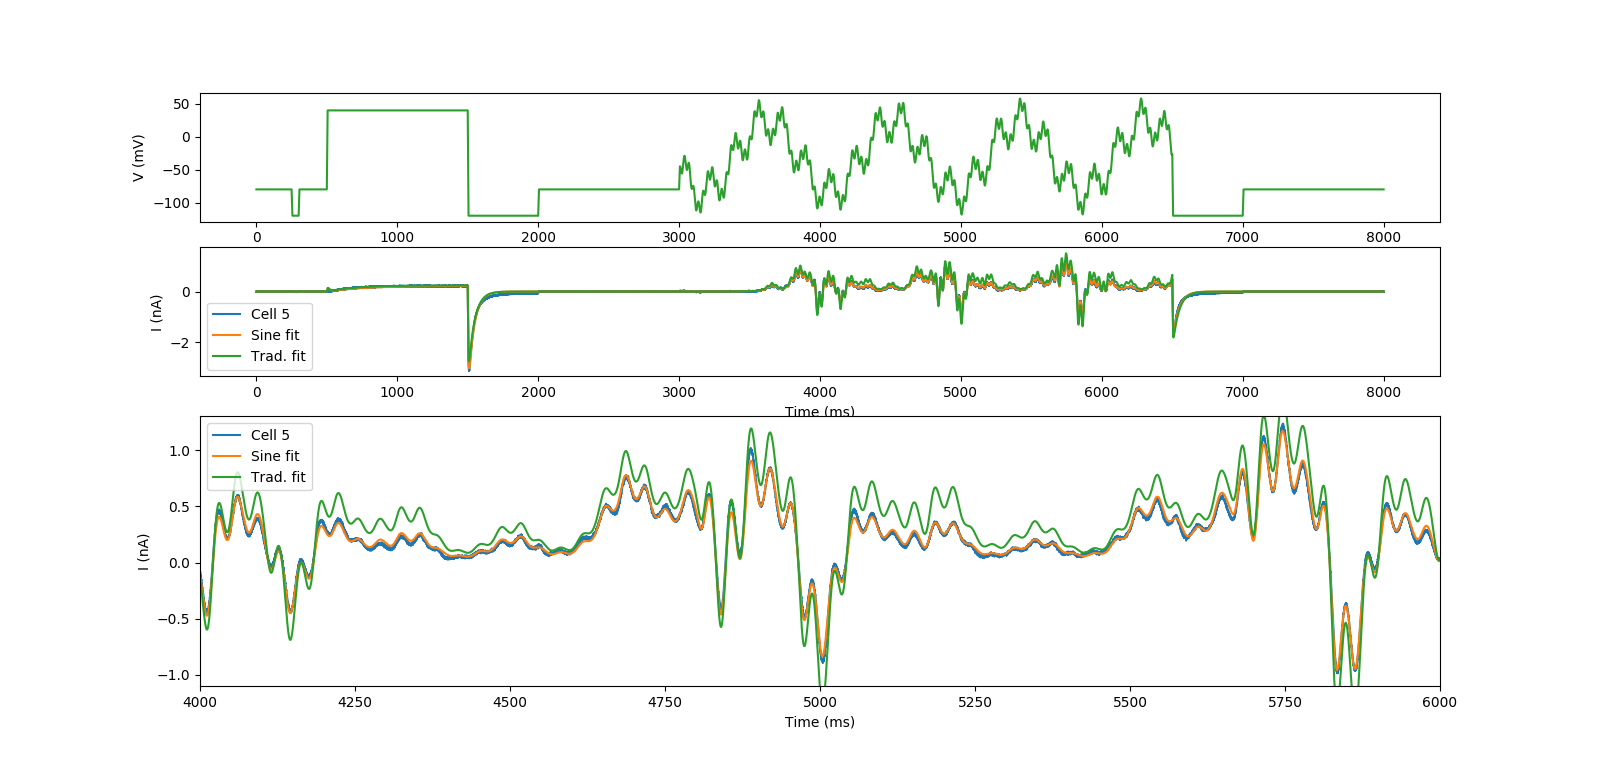 50
0
−50
−100
V (mV)
0 1000 2000 3000 4000 5000 6000 7000 8000
0
−2
I (nA)
Cell 5
Sine fit
Trad. fit
0 1000 2000 3000 4000 5000 6000 7000 8000
Time (ms)
1.0
0.5
0.0
−0.5
−1.0
I (nA)
Cell 5
Sine fit
Trad. fit
4000 4250 4500 4750 5000 5250 5500 5750 6000
Time (ms)